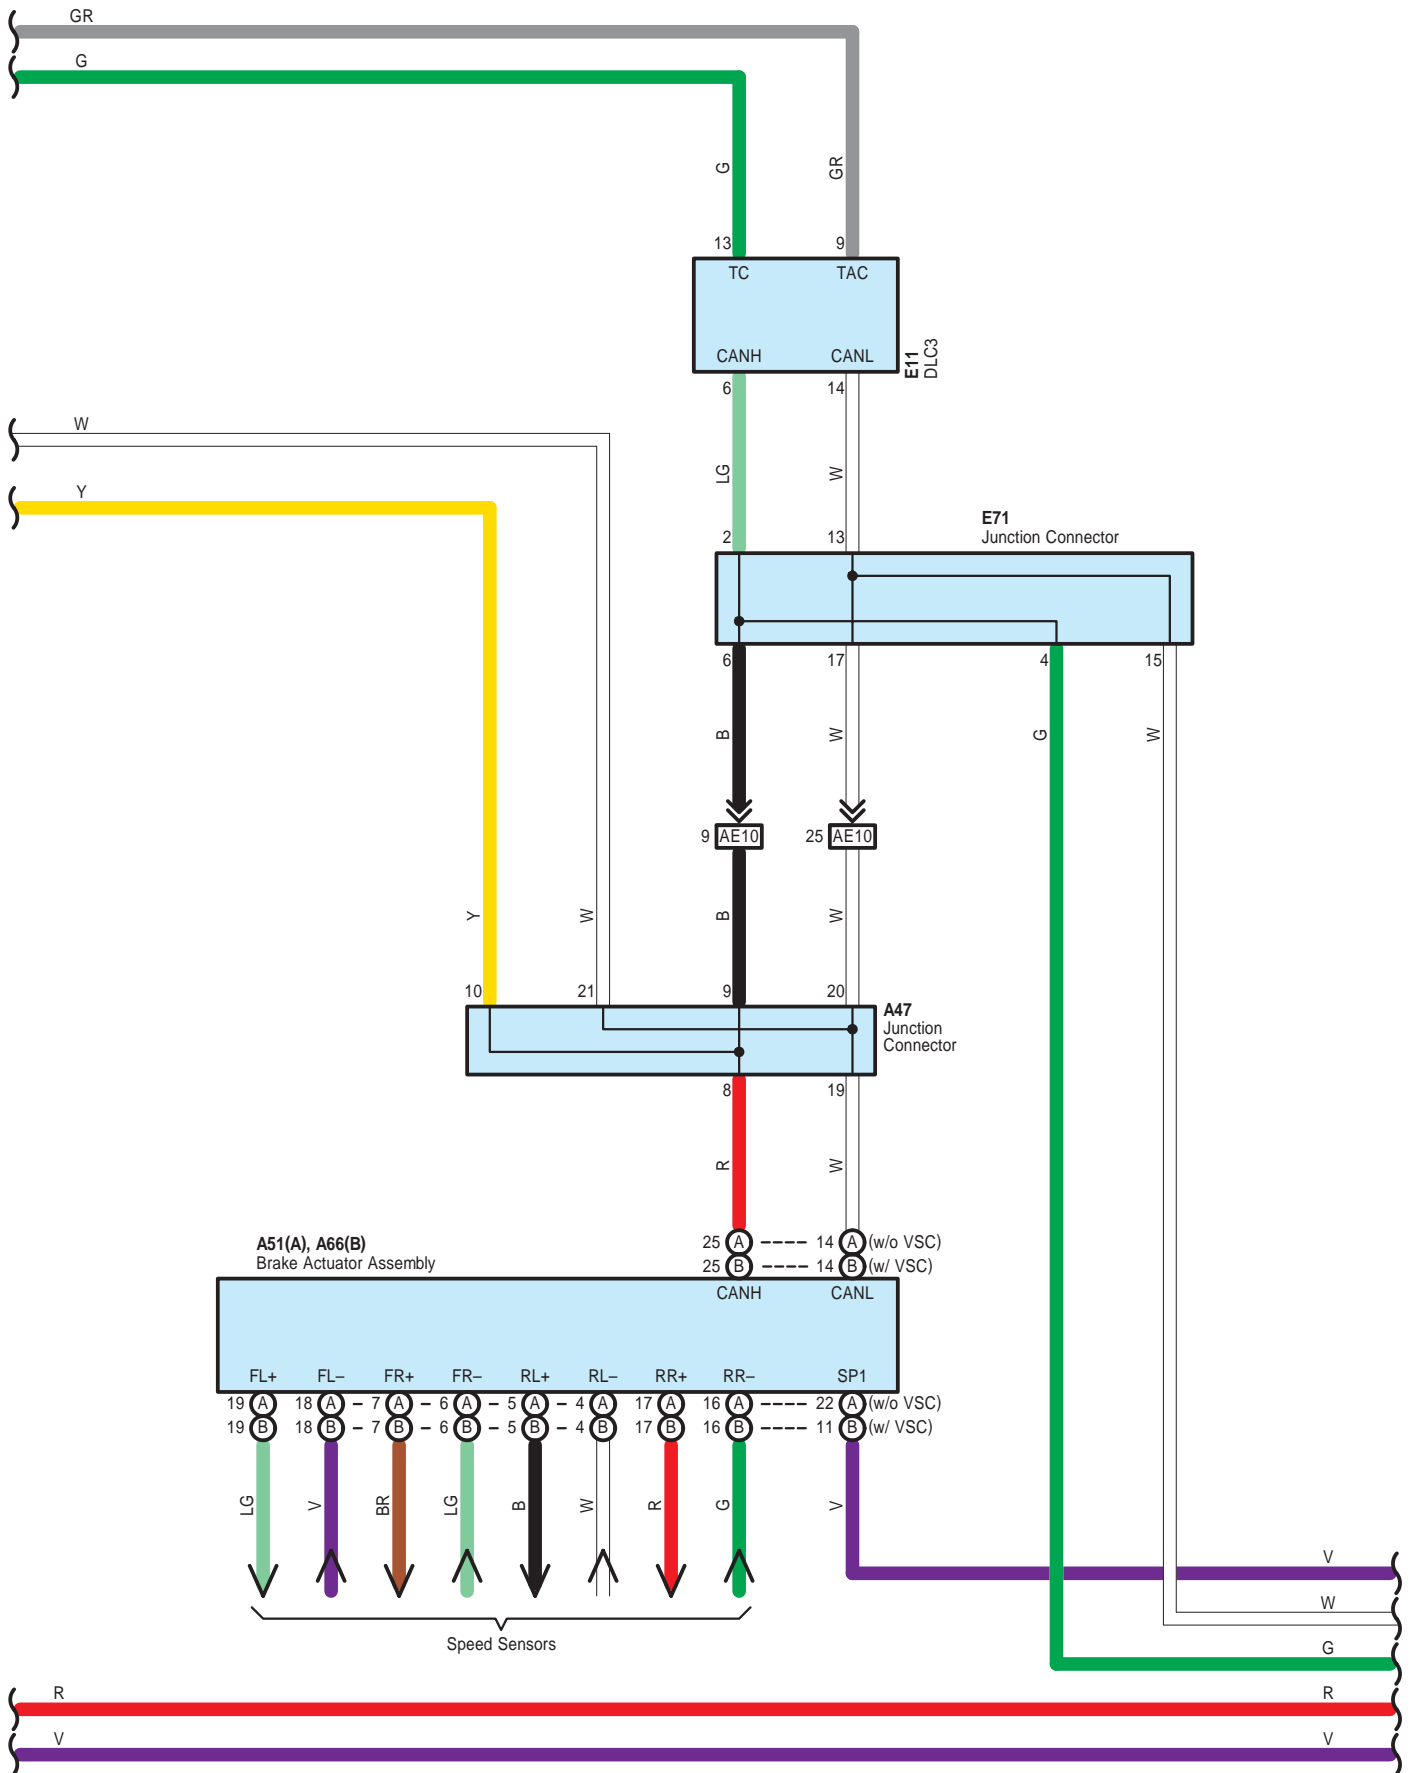 GR
G
G
GR
13
9
TC
TAC
CANH
CANL
E11
DLC3
6
14
W
LG
W
Y
E71
Junction Connector
2
13
6
17
4
15
B
W
G
W
9
AE10
25
AE10
Y
W
B
W
10
21
9
20
A47
Junction
Connector
8
19
R
W
A51(A), A66(B)
Brake Actuator Assembly
25 A ---- 14 A (w/o VSC)
25 B ---- 14 B (w/ VSC)
CANH
CANL
FL+ FL– FR+ FR– RL+ RL– RR+ RR– SP1
19 A 18 A – 7 A – 6 A – 5 A – 4 A 17 A 16 A ---- 22 A (w/o VSC)
19 B 18 B – 7 B – 6 B – 5 B – 4 B 17 B 16 B ---- 11 B (w/ VSC)
LG V BR LG B W R G V
Speed Sensors
V
W
G
R
R
V
V